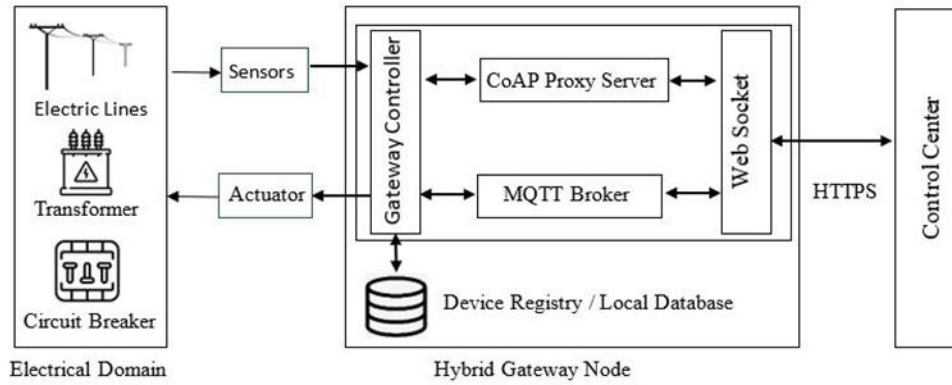 Electric Lines
Transformer
Circuit Breaker
Electrical Domain
Sensors
Actuator
Gateway Controller
CoAP Proxy Server
MQTT Broker
Web Socket
Device Registry / Local Database
Hybrid Gateway Node
HTTPS
Control Center